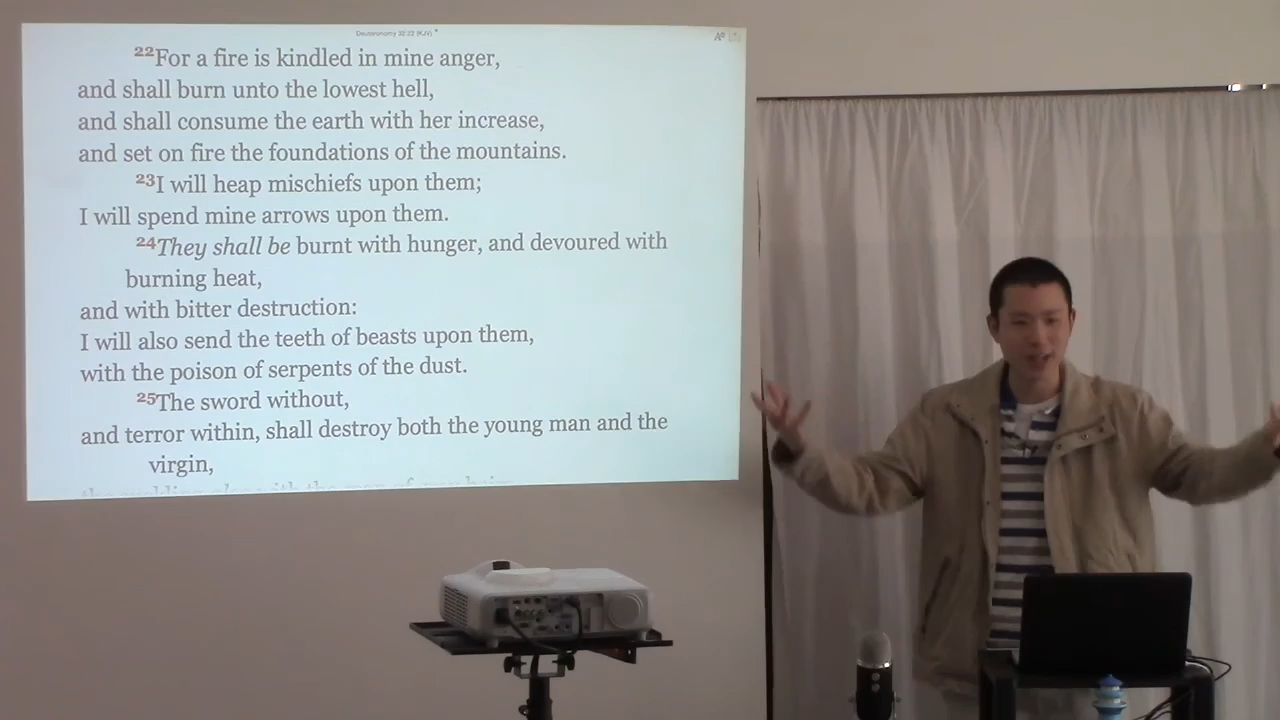 Deuteronomy 32:22 (KJV)
22For a fire is kindled in mine anger,
and shall burn unto the lowest hell,
and shall consume the earth with her increase,
and set on fire the foundations of the mountains.
23I will heap mischiefs upon them;
I will spend mine arrows upon them.
24They shall be burnt with hunger, and devoured with
burning heat,
and with bitter destruction:
I will also send the teeth of beasts upon them,
with the poison of serpents of the dust.
25The sword without,
and terror within, shall destroy both the young man and the
virgin,